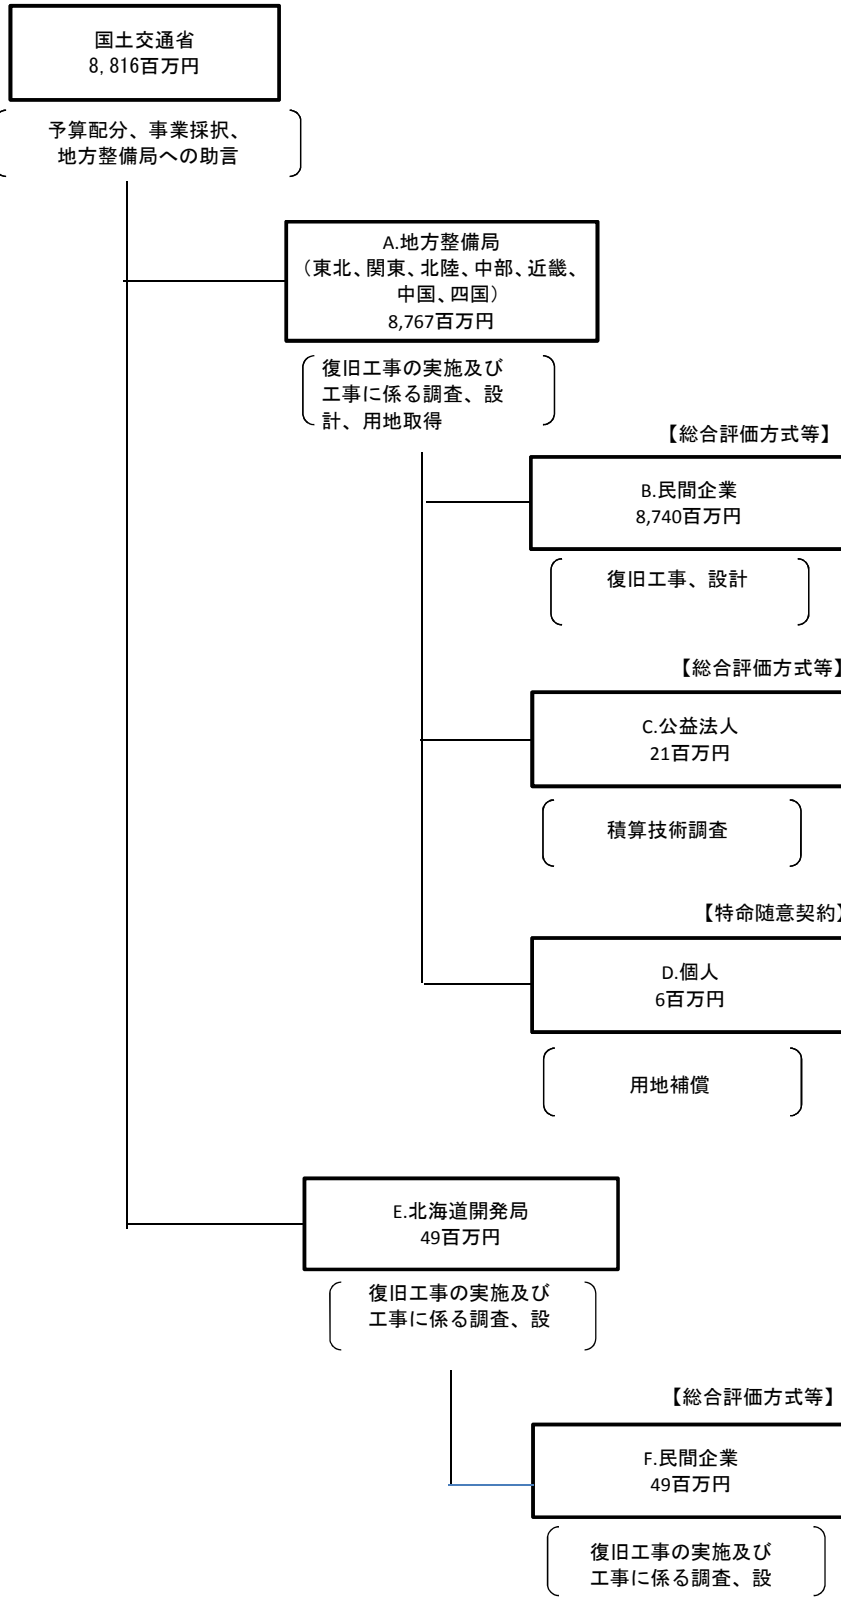 国土交通省
8,816百万円
予算配分、事業採択、
地方整備局への助言
A.地方整備局
（東北、関東、北陸、中部、近畿、
中国、四国）
8,767百万円
復旧工事の実施及び
工事に係る調査、設
計、用地取得
【総合評価方式等】
B.民間企業
8,740百万円
復旧工事、設計
【総合評価方式等】
C.公益法人
21百万円
積算技術調査
【特命随意契約】
D.個人
6百万円
用地補償
E.北海道開発局
49百万円
復旧工事の実施及び
工事に係る調査、設
【総合評価方式等】
F.民間企業
49百万円
復旧工事の実施及び
工事に係る調査、設